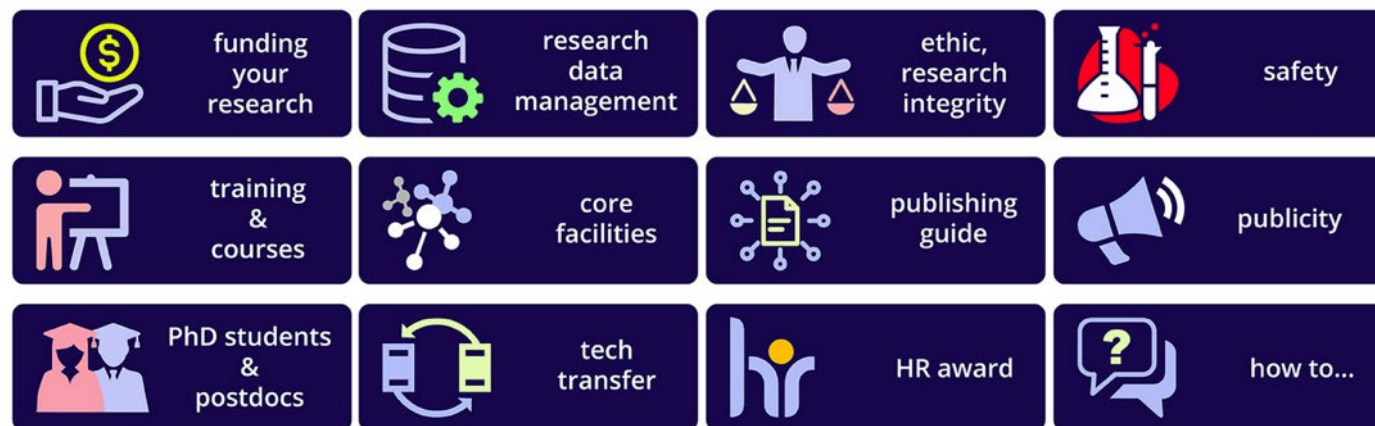 funding
your
research
research
data
management
ethic,
research
integrity
safety
training
&
courses
core
facilities
publishing
guide
publicity
PhD students
&
postdocs
tech
transfer
hr
HR award
?
how to...